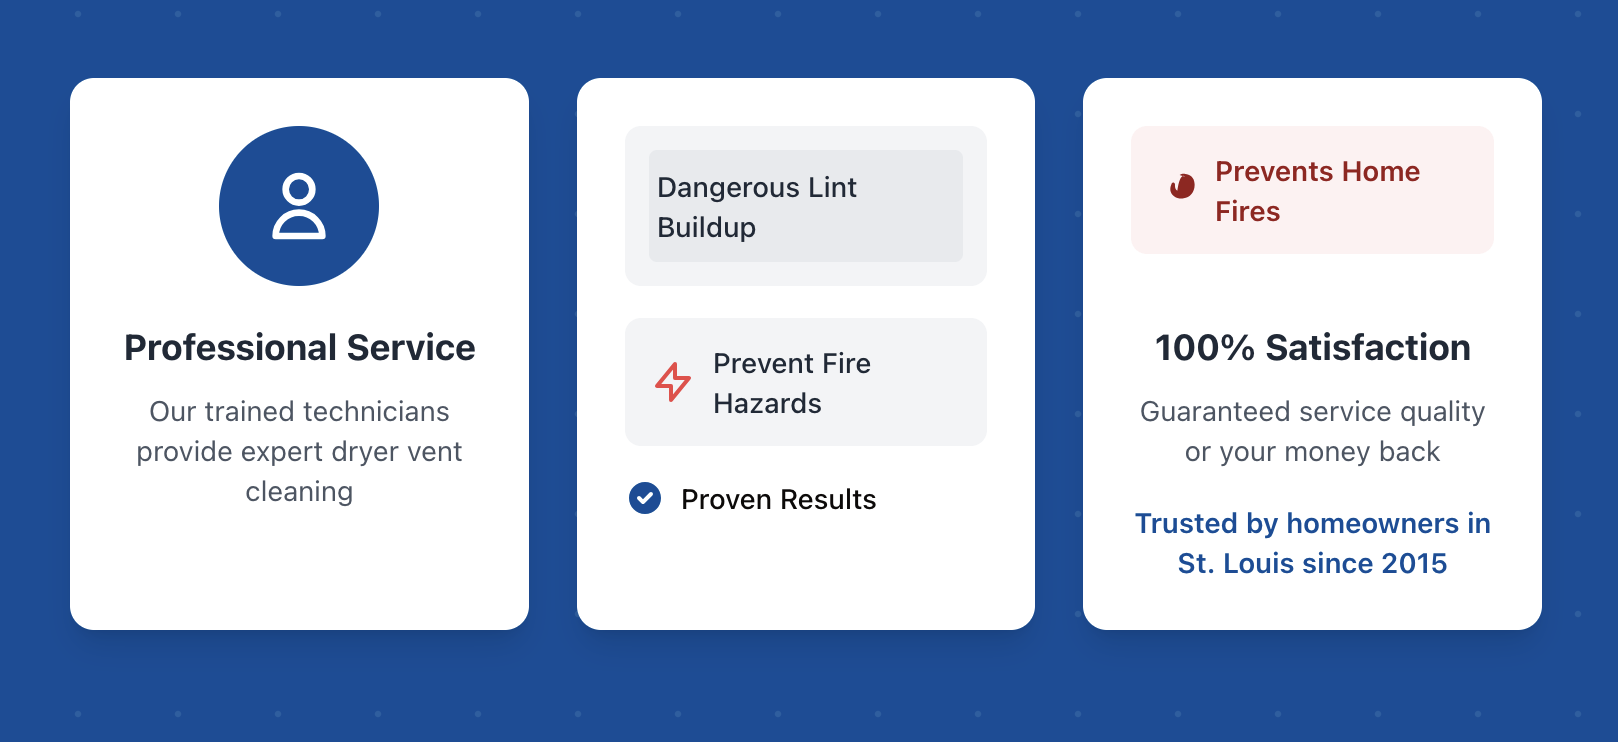 Professional Service
Our trained technicians
provide expert dryer vent
cleaning
Dangerous Lint
Buildup
Prevent Fire
Hazards
Proven Results
Prevents Home
Fires
100% Satisfaction
Guaranteed service quality
or your money back
Trusted by homeowners in
St. Louis since 2015